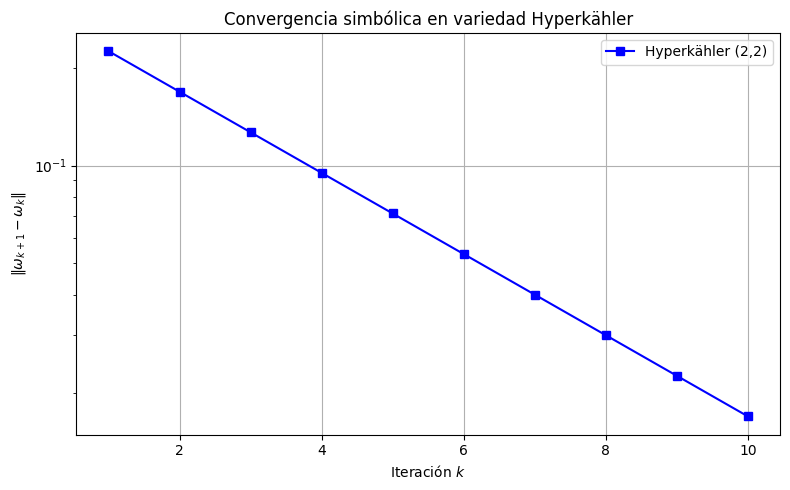 Convergencia simbólica en variedad Hyperkähler
Hyperkähler (2,2)
10⁻¹
‖ω_{k+1} − ω_k‖
2 4 6 8 10
Iteración k